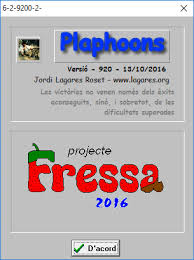 6-2-9200-2-
Plaphoons
Versió - 920 - 13/10/2016
Jordi Lagares Roset - www.lagares.org
Les victòries no venen només dels èxits
aconseguits, sinó, i sobretot, de les
dificultats superades
projecte
Fressa
2016
D'acord